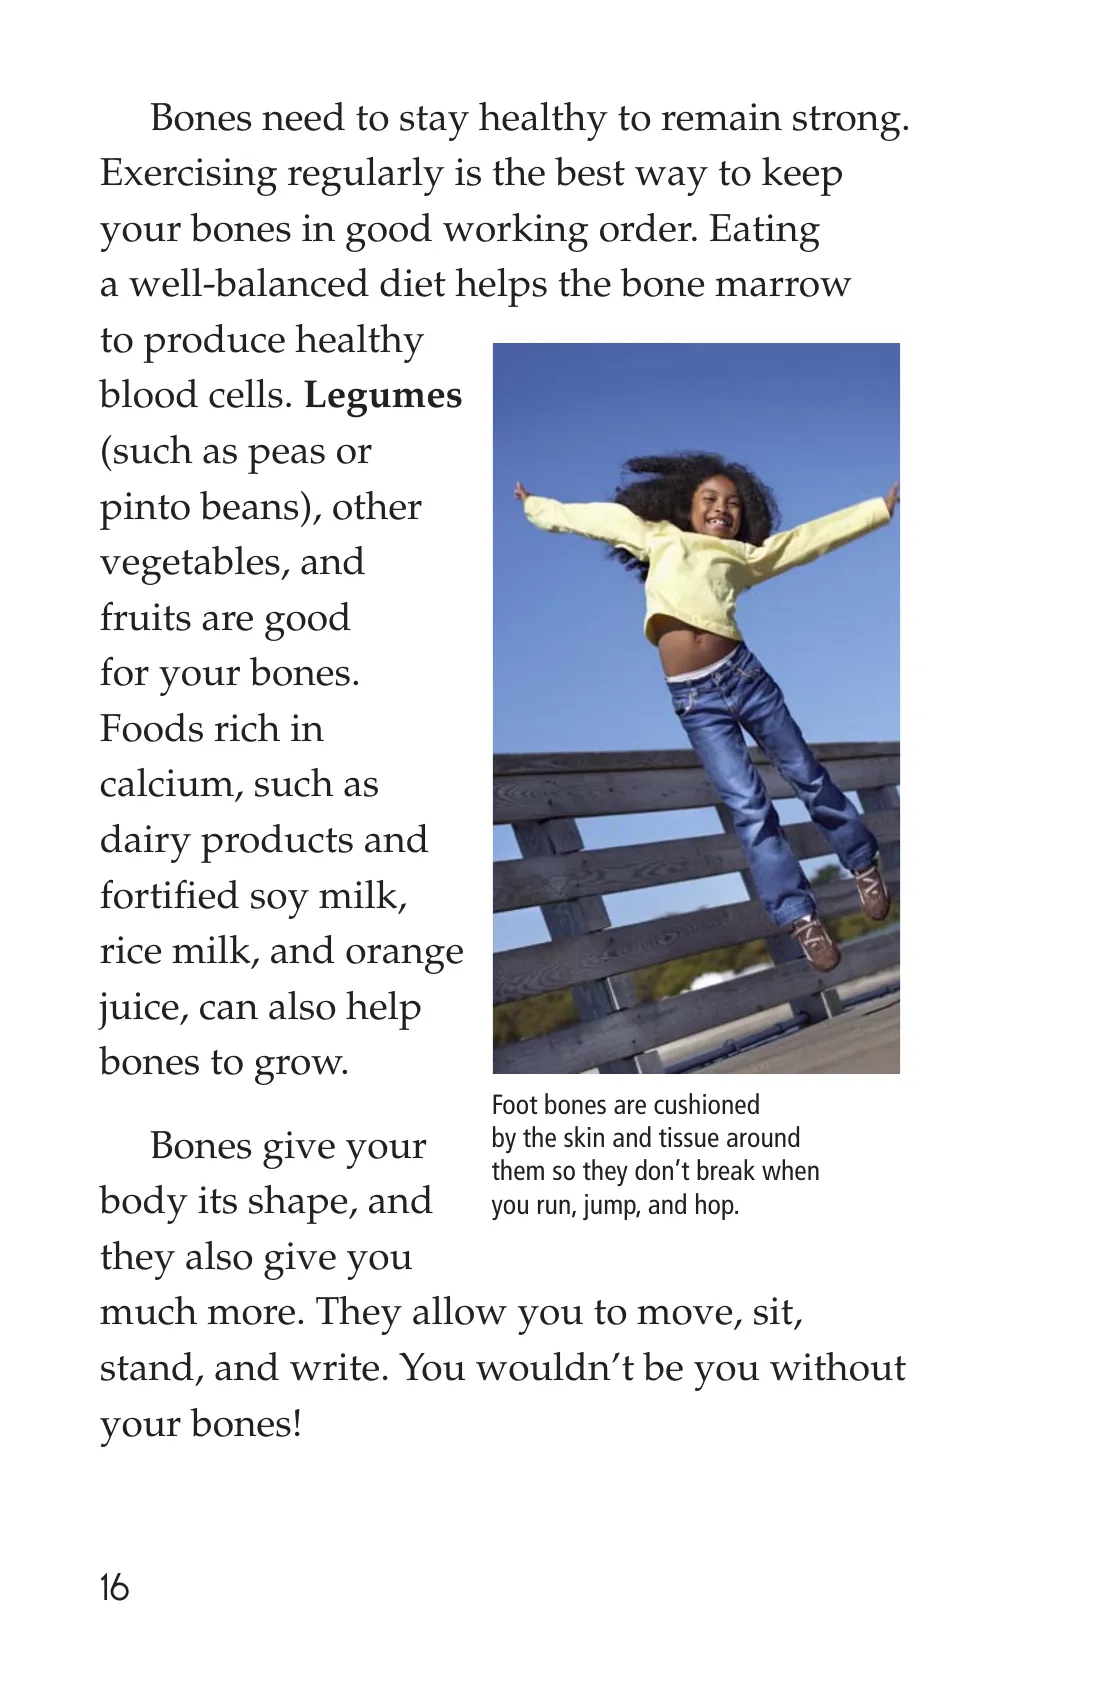 Bones need to stay healthy to remain strong.
Exercising regularly is the best way to keep
your bones in good working order. Eating
a well-balanced diet helps the bone marrow
to produce healthy
blood cells. Legumes
(such as peas or
pinto beans), other
vegetables, and
fruits are good
for your bones.
Foods rich in
calcium, such as
dairy products and
fortified soy milk,
rice milk, and orange
juice, can also help
bones to grow.
Bones give your
body its shape, and
they also give you
much more. They allow you to move, sit,
stand, and write. You wouldn’t be you without
your bones!
Foot bones are cushioned
by the skin and tissue around
them so they don’t break when
you run, jump, and hop.
16